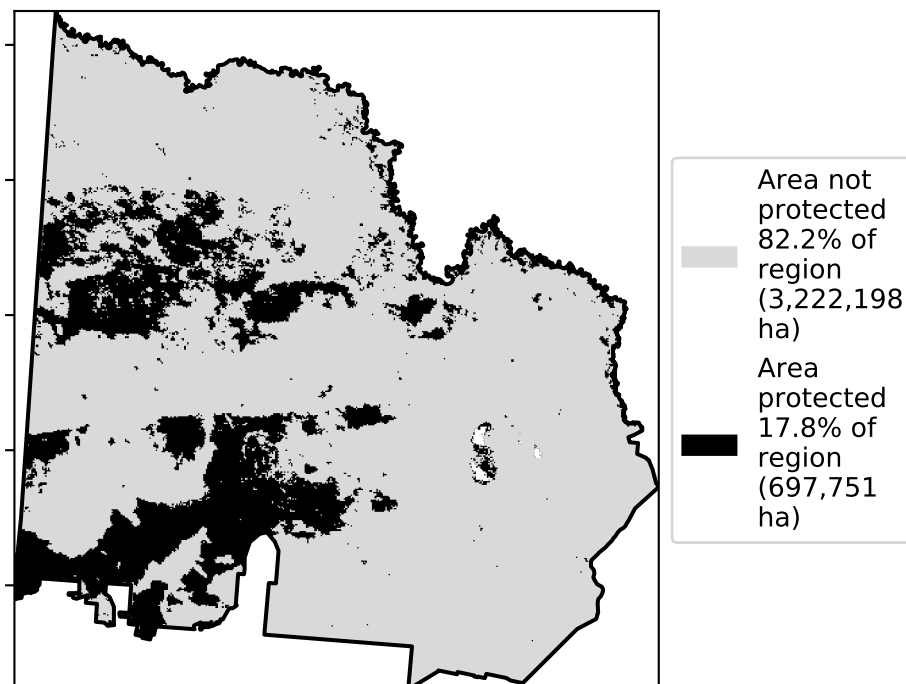 Area not
protected
82.2% of
region
(3,222,198
ha)
Area
protected
17.8% of
region
(697,751
ha)